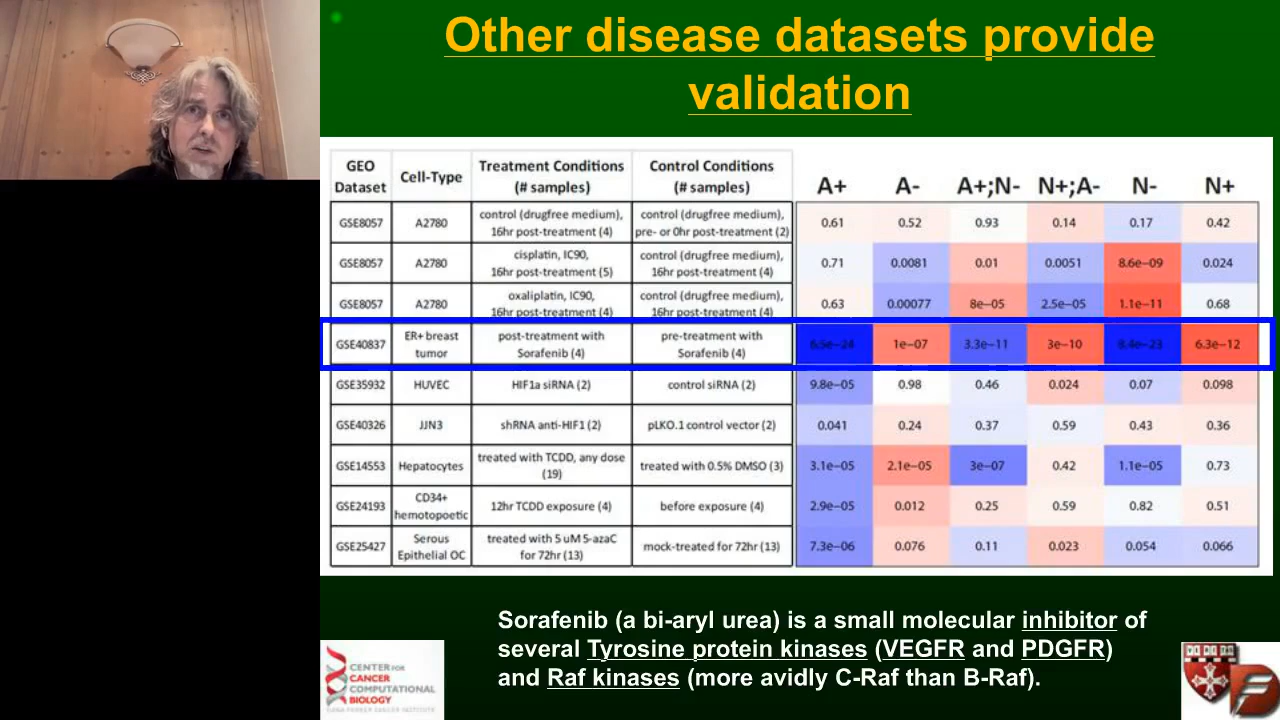 Other disease datasets provide
validation
GEO Dataset Cell-Type Treatment Conditions (# samples) Control Conditions (# samples) A+ A- A+;N- N+;A- N- N+
GSE8057 A2780 control (drugfree medium), 16hr post-treatment (4) control (drugfree medium), pre- or 0hr post-treatment (2) 0.61 0.52 0.93 0.14 0.17 0.42
GSE8057 A2780 cisplatin, IC90, 16hr post-treatment (5) control (drugfree medium), 16hr post-treatment (4) 0.71 0.0081 0.01 0.0051 8.6e−09 0.024
GSE8057 A2780 oxaliplatin, IC90, 16hr post-treatment (4) control (drugfree medium), 16hr post-treatment (4) 0.63 0.00077 8e−05 2.5e−05 1.1e−11 0.68
GSE40837 ER+ breast tumor post-treatment with Sorafenib (4) pre-treatment with Sorafenib (4) 1e−07 3.3e−11 3e−10 6.3e−12
GSE35932 HUVEC HIF1a siRNA (2) control siRNA (2) 9.8e−05 0.98 0.46 0.024 0.07 0.098
GSE40326 JJN3 shRNA anti-HIF1 (2) pLKO.1 control vector (2) 0.041 0.24 0.37 0.59 0.43 0.36
GSE14553 Hepatocytes treated with TCDD, any dose (19) treated with 0.5% DMSO (3) 3.1e−05 2.1e−05 3e−07 0.42 1.1e−05 0.73
GSE24193 CD34+ hemotopoetic 12hr TCDD exposure (4) before exposure (4) 2.9e−05 0.012 0.25 0.59 0.82 0.51
GSE25427 Serous Epithelial OC treated with 5 uM 5-azaC for 72hr (13) mock-treated for 72hr (13) 7.3e−06 0.076 0.11 0.023 0.054 0.066
Sorafenib (a bi-aryl urea) is a small molecular inhibitor of
several Tyrosine protein kinases (VEGFR and PDGFR)
and Raf kinases (more avidly C-Raf than B-Raf).
CENTER FOR
CANCER
COMPUTATIONAL
BIOLOGY